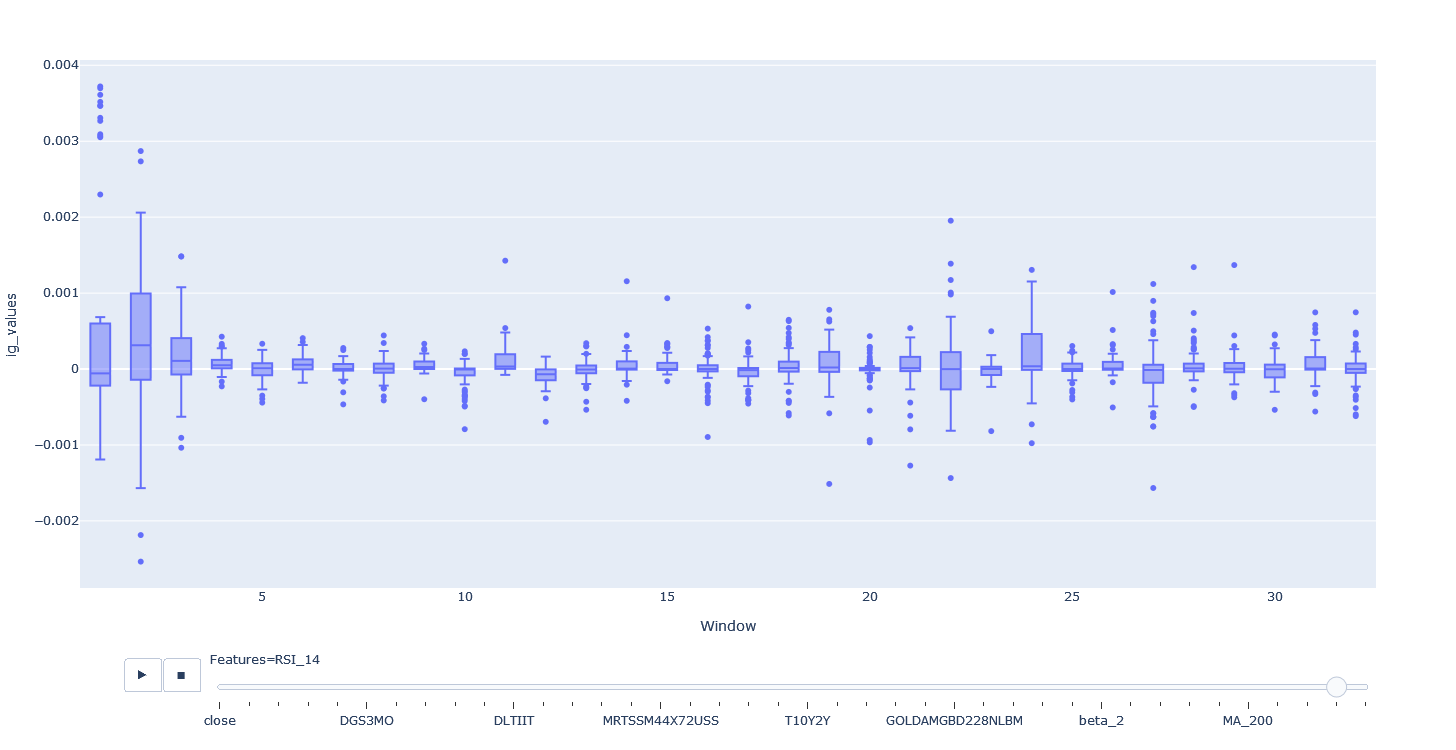 0.004
0.003
0.002
0.001
0
−0.001
−0.002
ig_values
5 10 15 20 25 30
Window
Features=RSI_14
close DGS3MO DLTIIT MRTSSM44X72USS T10Y2Y GOLDAMGBD228NLBM beta_2 MA_200